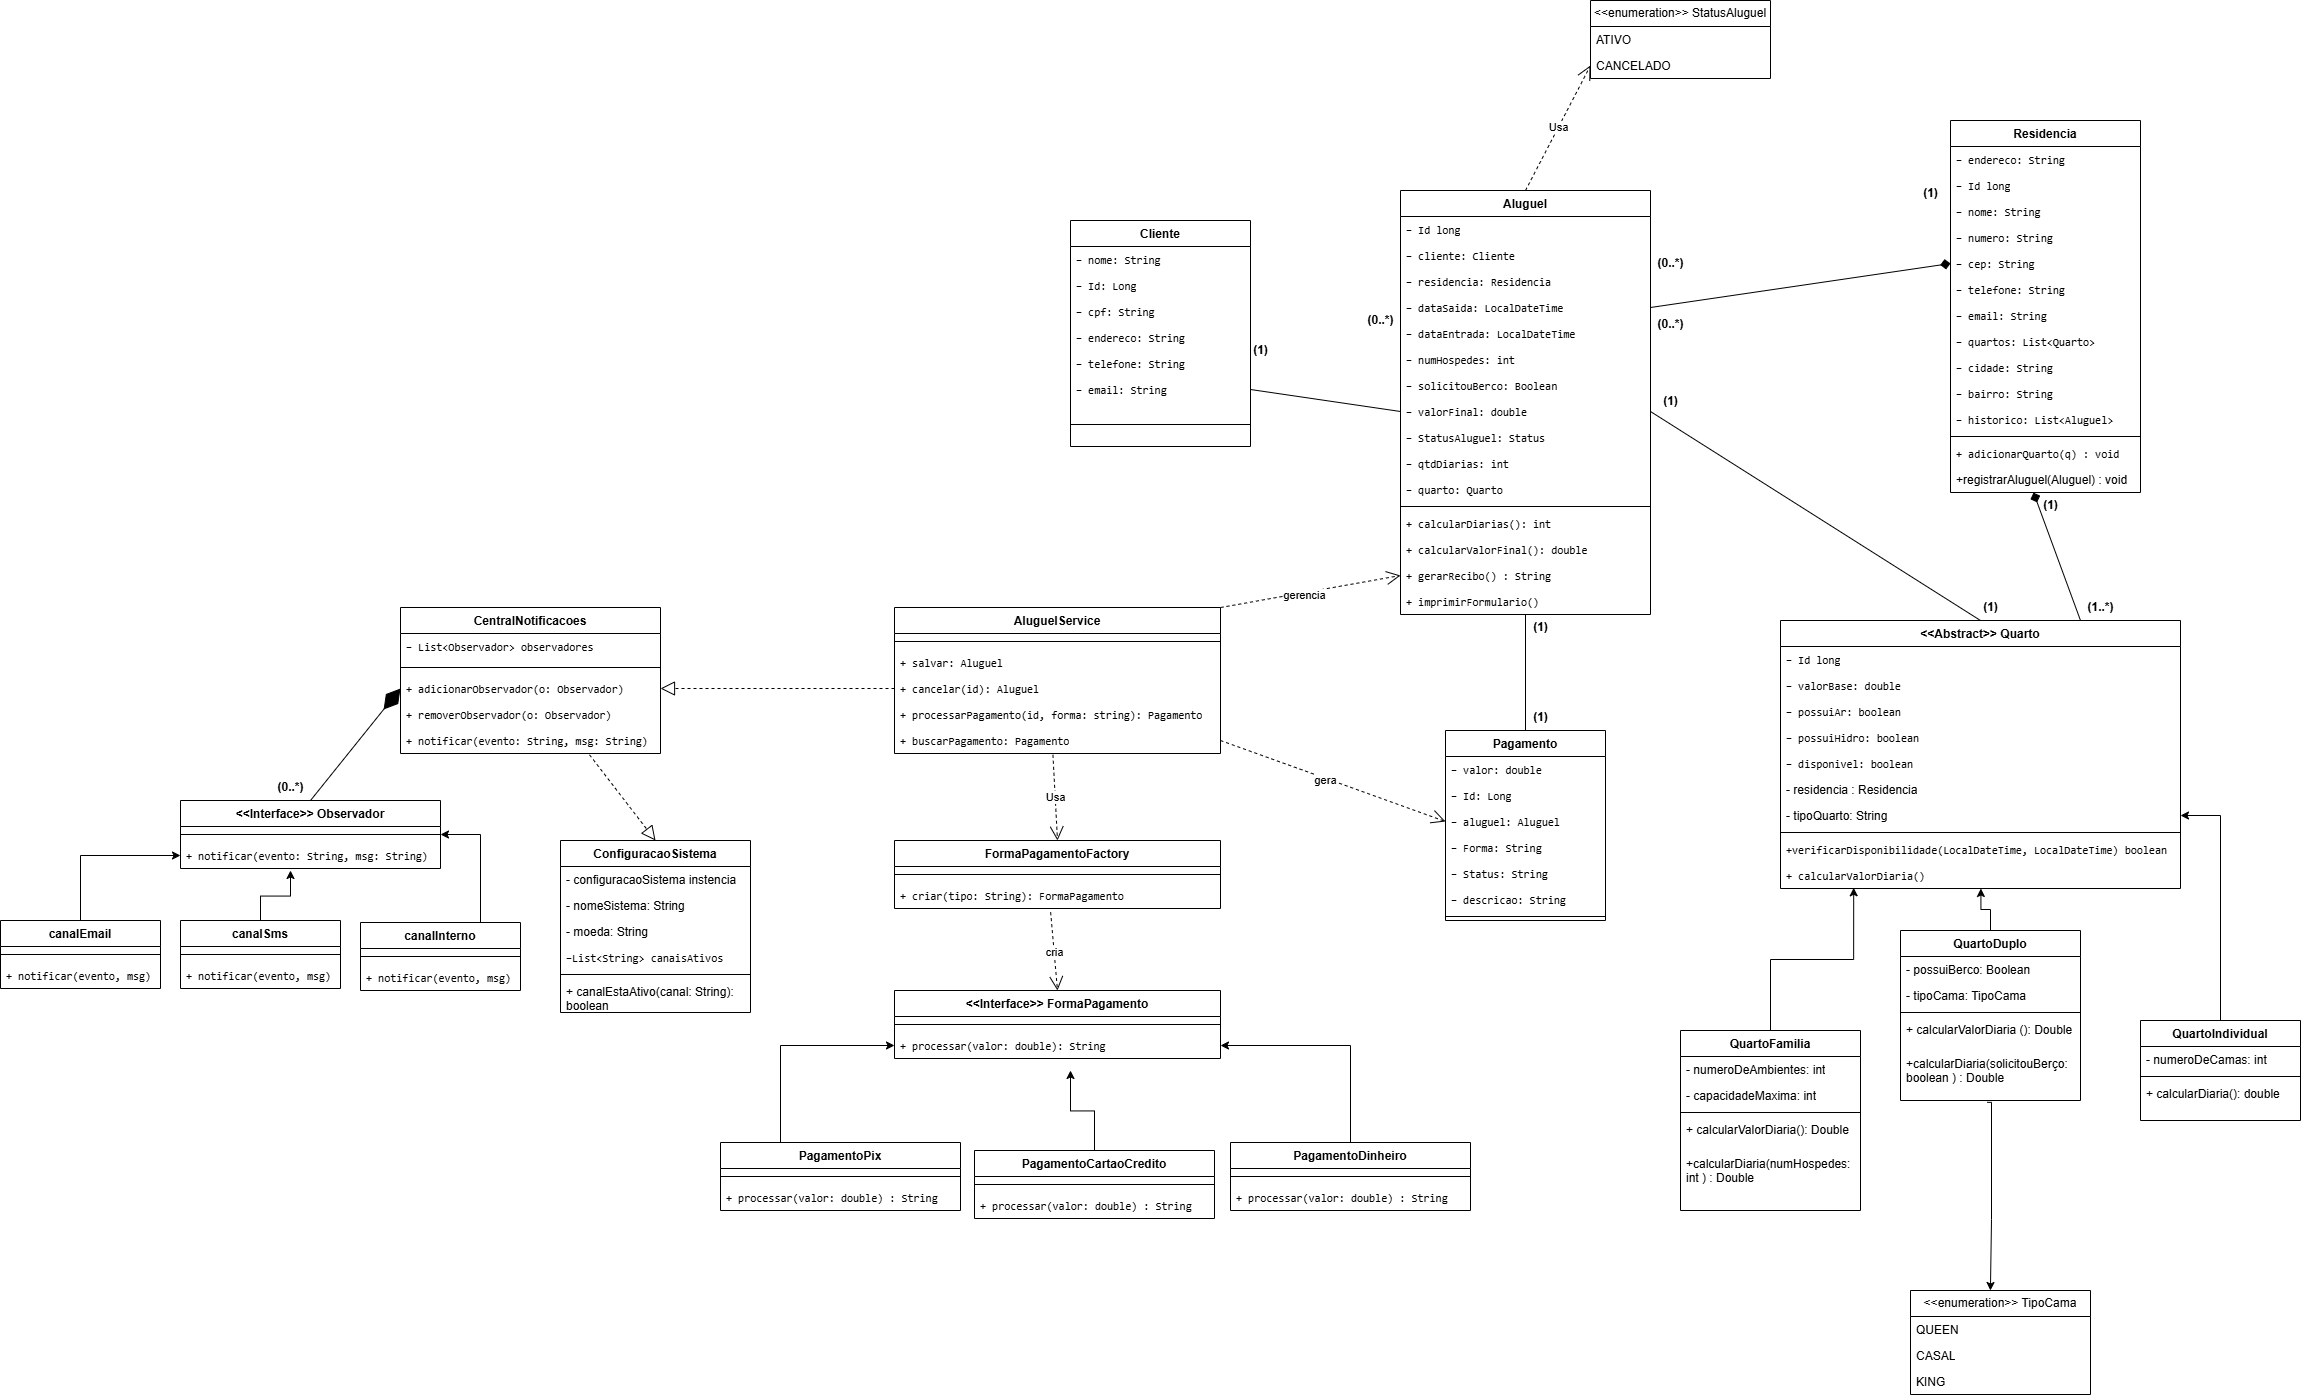 <<enumeration>> StatusAluguel
ATIVO
CANCELADO
Usa
Residencia
- endereco: String
- Id long
- nome: String
- numero: String
- cep: String
- telefone: String
- email: String
- quartos: List<Quarto>
- cidade: String
- bairro: String
- historico: List<Aluguel>
+ adicionarQuarto(q) : void
+registrarAluguel(Aluguel) : void
(1)
(0..*)
(0..*)
(1)
Aluguel
- Id long
- cliente: Cliente
- residencia: Residencia
- dataSaida: LocalDateTime
- dataEntrada: LocalDateTime
- numHospedes: int
- solicitouBerco: Boolean
- valorFinal: double
- StatusAluguel: Status
- qtdDiarias: int
- quarto: Quarto
+ calcularDiarias(): int
+ calcularValorFinal(): double
+ gerarRecibo() : String
+ imprimirFormulario()
Cliente
- nome: String
- Id: Long
- cpf: String
- endereco: String
- telefone: String
- email: String
(1)
(0..*)
(1)
(1)
(1..*)
gerencia
(1)
(1)
CentralNotificacoes
- List<Observador> observadores
+ adicionarObservador(o: Observador)
+ removerObservador(o: Observador)
+ notificar(evento: String, msg: String)
AluguelService
+ salvar: Aluguel
+ cancelar(id): Aluguel
+ processarPagamento(id, forma: string): Pagamento
+ buscarPagamento: Pagamento
<<Abstract>> Quarto
- Id long
- valorBase: double
- possuiAr: boolean
- possuiHidro: boolean
- disponivel: boolean
- residencia : Residencia
- tipoQuarto: String
+verificarDisponibilidade(LocalDateTime, LocalDateTime) boolean
+ calcularValorDiaria()
Pagamento
- valor: double
- Id: Long
- aluguel: Aluguel
- Forma: String
- Status: String
- descricao: String
gera
Usa
(0..*)
<<Interface>> Observador
+ notificar(evento: String, msg: String)
ConfiguracaoSistema
- configuracaoSistema instencia
- nomeSistema: String
- moeda: String
-List<String> canaisAtivos
+ canalEstaAtivo(canal: String):
boolean
FormaPagamentoFactory
+ criar(tipo: String): FormaPagamento
cria
canalEmail
+ notificar(evento, msg)
canalSms
+ notificar(evento, msg)
canalInterno
+ notificar(evento, msg)
<<Interface>> FormaPagamento
+ processar(valor: double): String
PagamentoPix
+ processar(valor: double) : String
PagamentoCartaoCredito
+ processar(valor: double) : String
PagamentoDinheiro
+ processar(valor: double) : String
QuartoFamilia
- numeroDeAmbientes: int
- capacidadeMaxima: int
+ calcularValorDiaria(): Double
+calcularDiaria(numHospedes:
int ) : Double
QuartoDuplo
- possuiBerco: Boolean
- tipoCama: TipoCama
+ calcularValorDiaria (): Double
+calcularDiaria(solicitouBerço:
boolean ) : Double
QuartoIndividual
- numeroDeCamas: int
+ calcularDiaria(): double
<<enumeration>> TipoCama
QUEEN
CASAL
KING